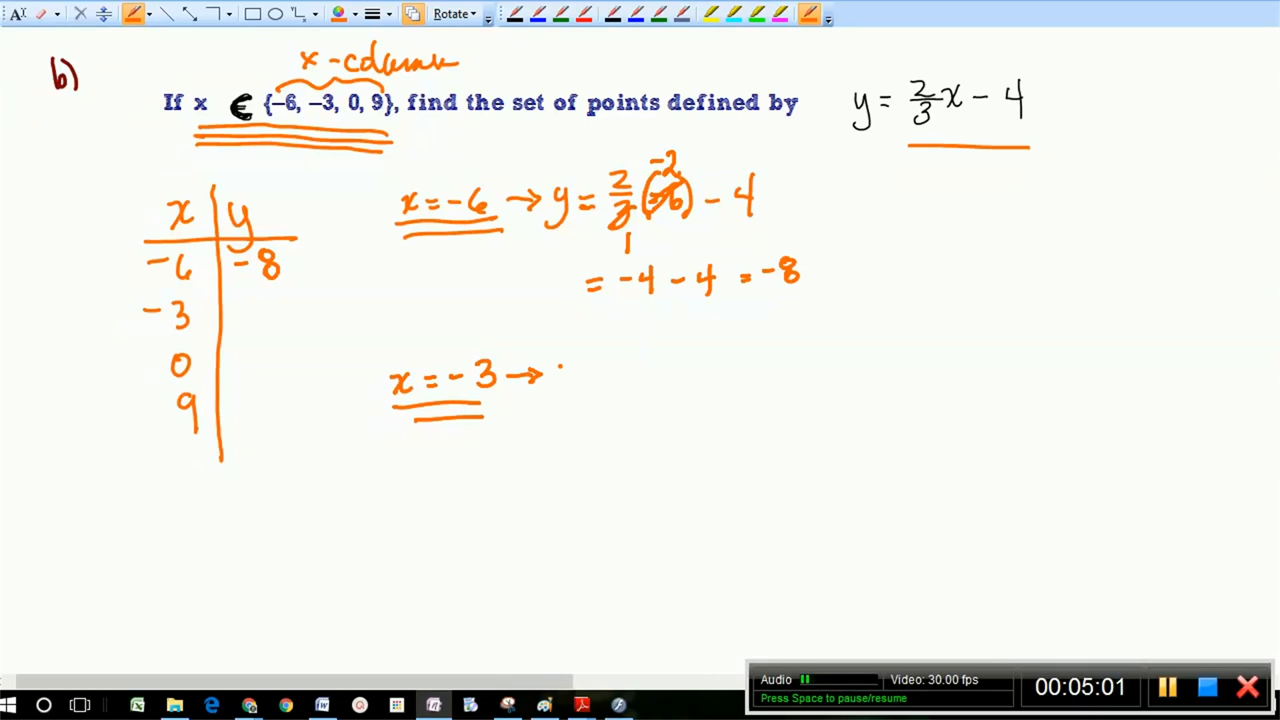 Rotate
b)
x - column
If x ∈ {−6, −3, 0, 9}, find the set of points defined by
y = 2/3 x - 4
x = -6 → y = 2/3 (-6) - 4
-2
1
= -4 - 4 = -8
x y
-6 -8
-3
0
9
x = -3 →
Audio
Video: 30.00 fps
Press Space to pause/resume
00:05:01